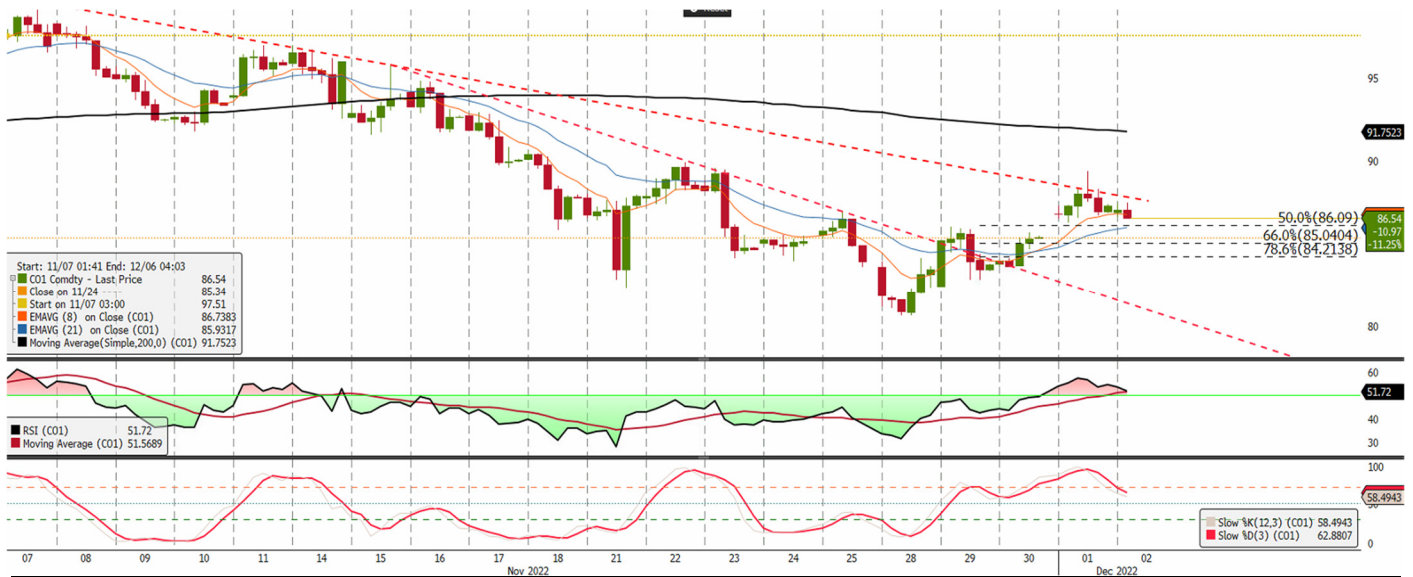 95
91.7523
90
50.0%(86.09)
86.54
-10.97
-11.25%
66.0%(85.0404)
78.6%(84.2138)
80
Start: 11/07 01:41 End: 12/06 04:03
CO1 Comdty - Last Price 86.54
Close on 11/24 85.34
Start on 11/07 03:00 97.51
EMAVG (8) on Close (CO1) 86.7383
EMAVG (21) on Close (CO1) 85.9317
Moving Average(Simple,200,0) (CO1) 91.7523
60
51.72
40
30
RSI (CO1) 51.72
Moving Average (CO1) 51.5689
100
58.4943
0
Slow %K(12,3) (CO1) 58.4943
Slow %D(3) (CO1) 62.8807
07 08 09 10 11 14 15 16 17 18 21 22 23 24 25 28 29 30 01 02
Nov 2022 Dec 2022